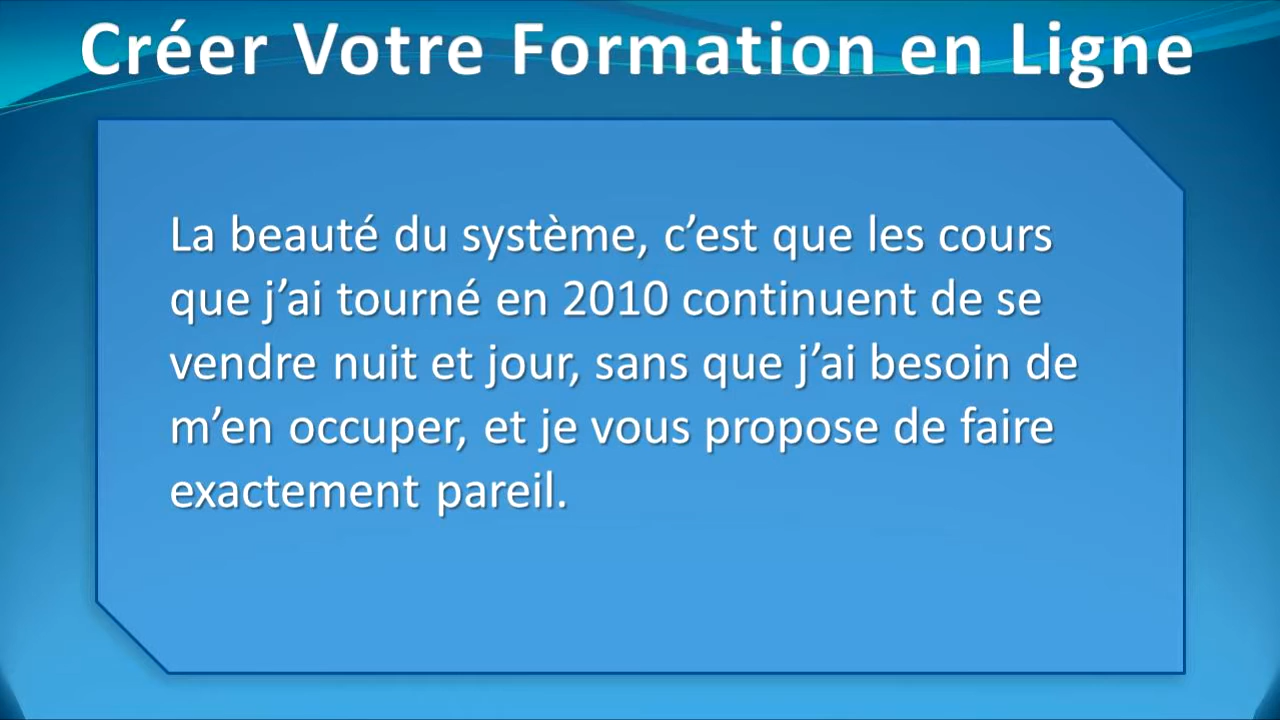 Créer Votre Formation en Ligne
La beauté du système, c’est que les cours
que j’ai tourné en 2010 continuent de se
vendre nuit et jour, sans que j’ai besoin de
m’en occuper, et je vous propose de faire
exactement pareil.